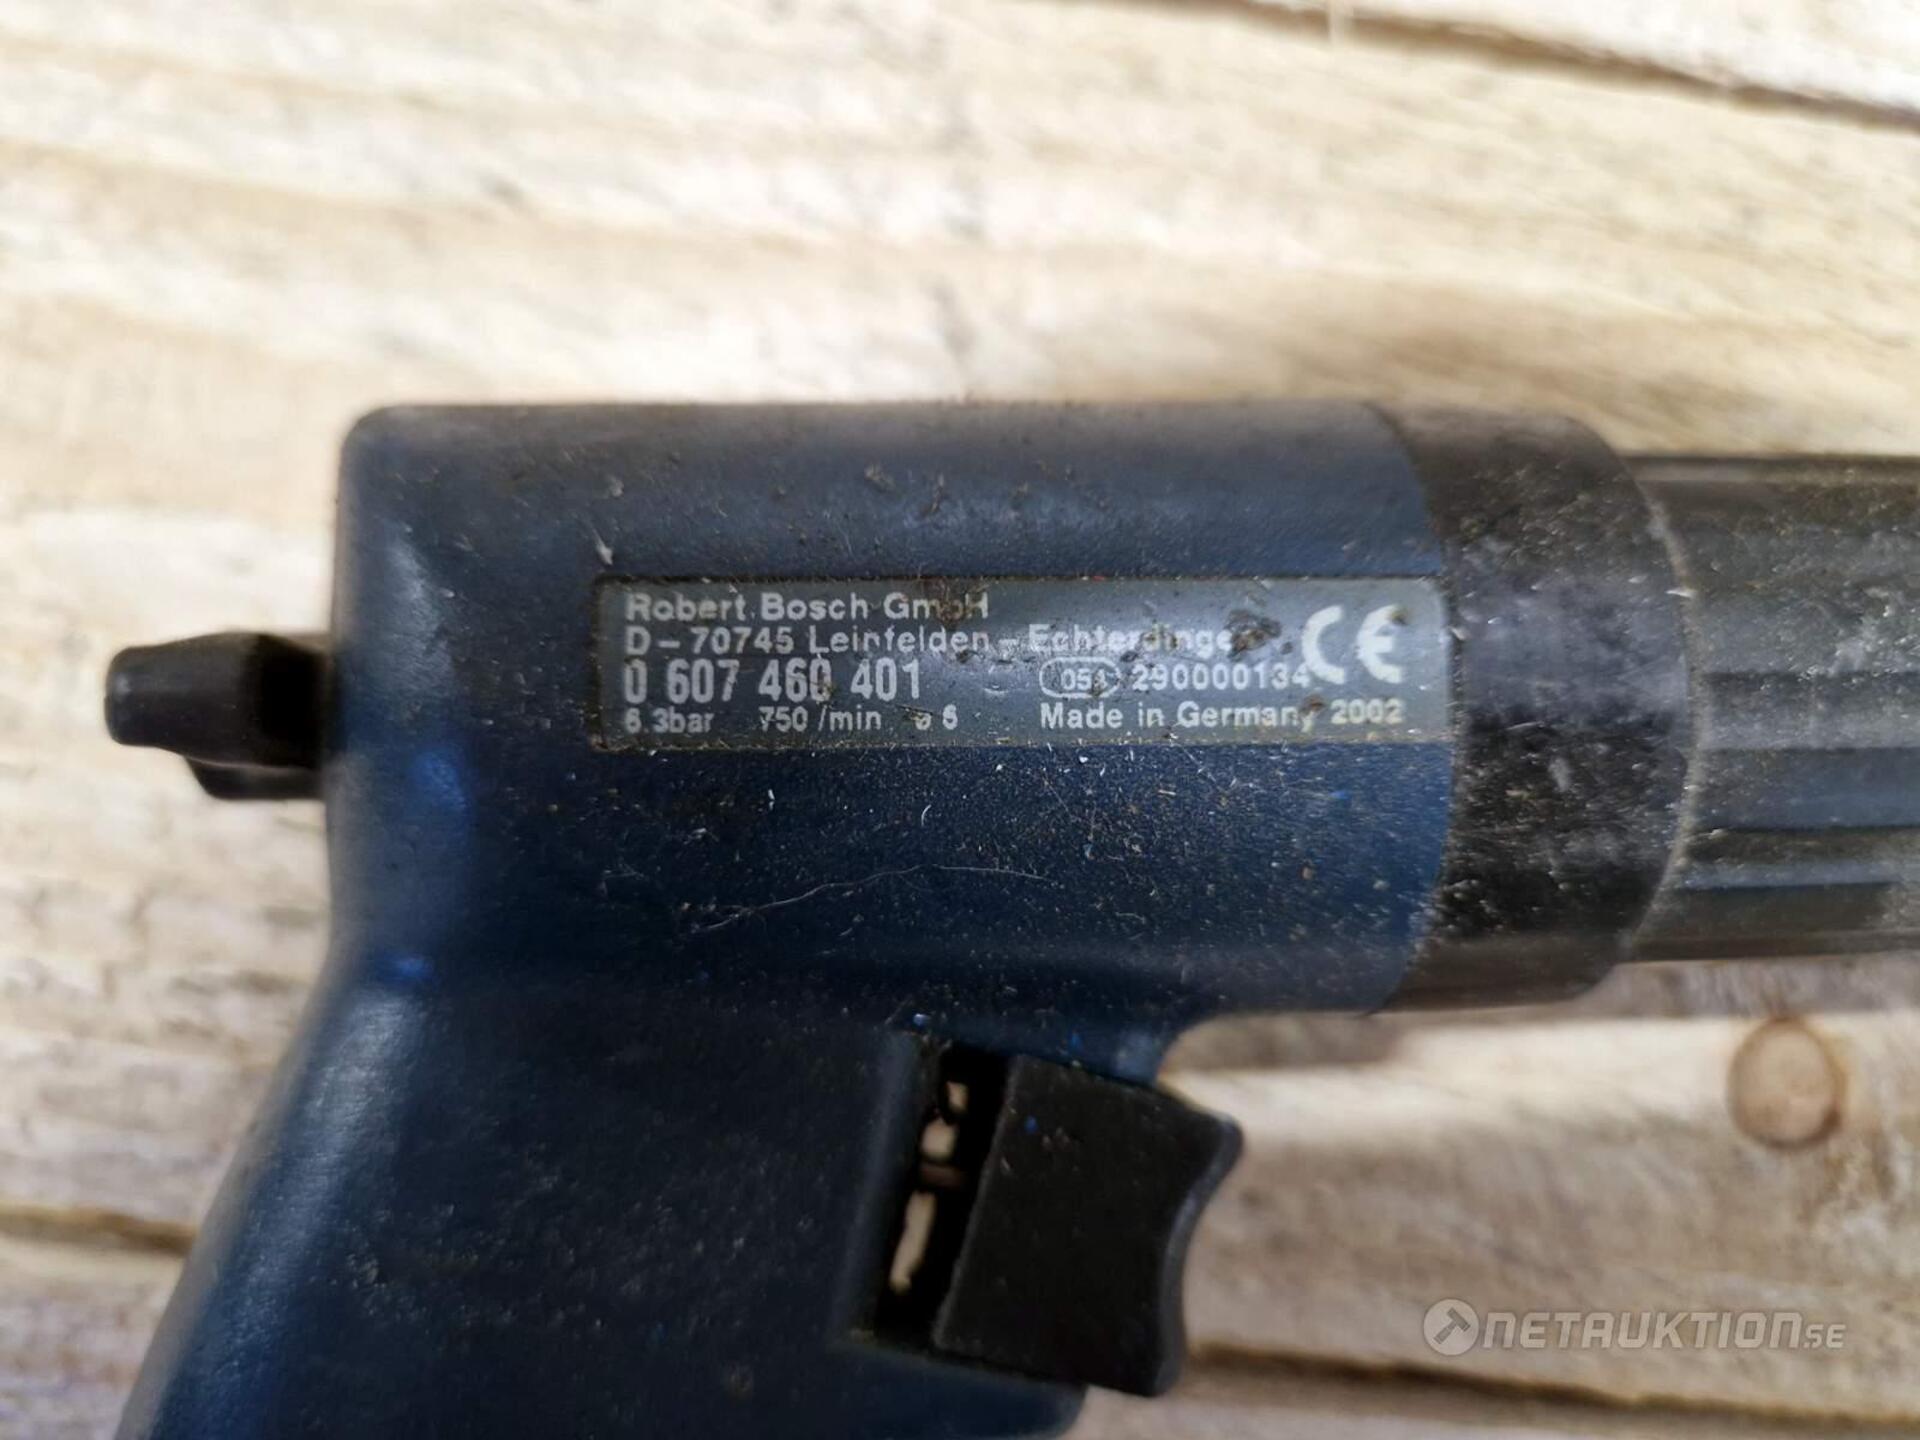 Robert Bosch GmbH
D-70745 Leinfelden-Echterdingen
0 607 460 401
054 290000134
CE
6.3bar 750 /min 6
Made in Germany 2002
NETAUKTION.SE